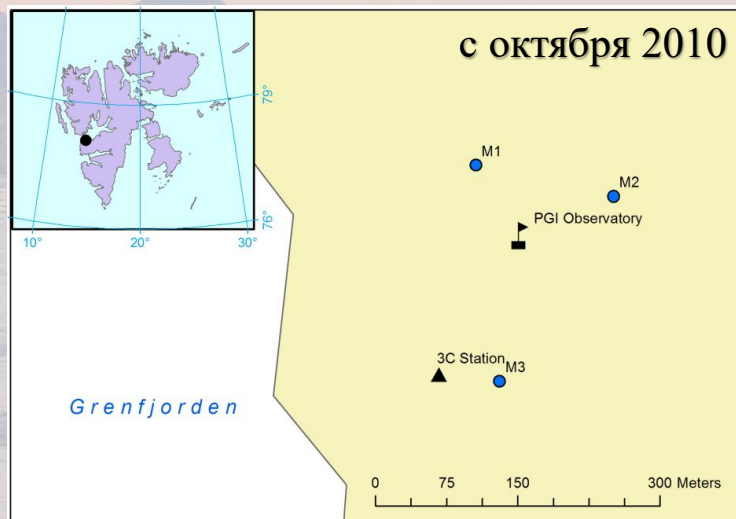 с октября 2010
79°
76°
10°
20°
30°
M1
M2
PGI Observatory
3C Station
M3
Grenfjorden
0 75 150 300 Meters